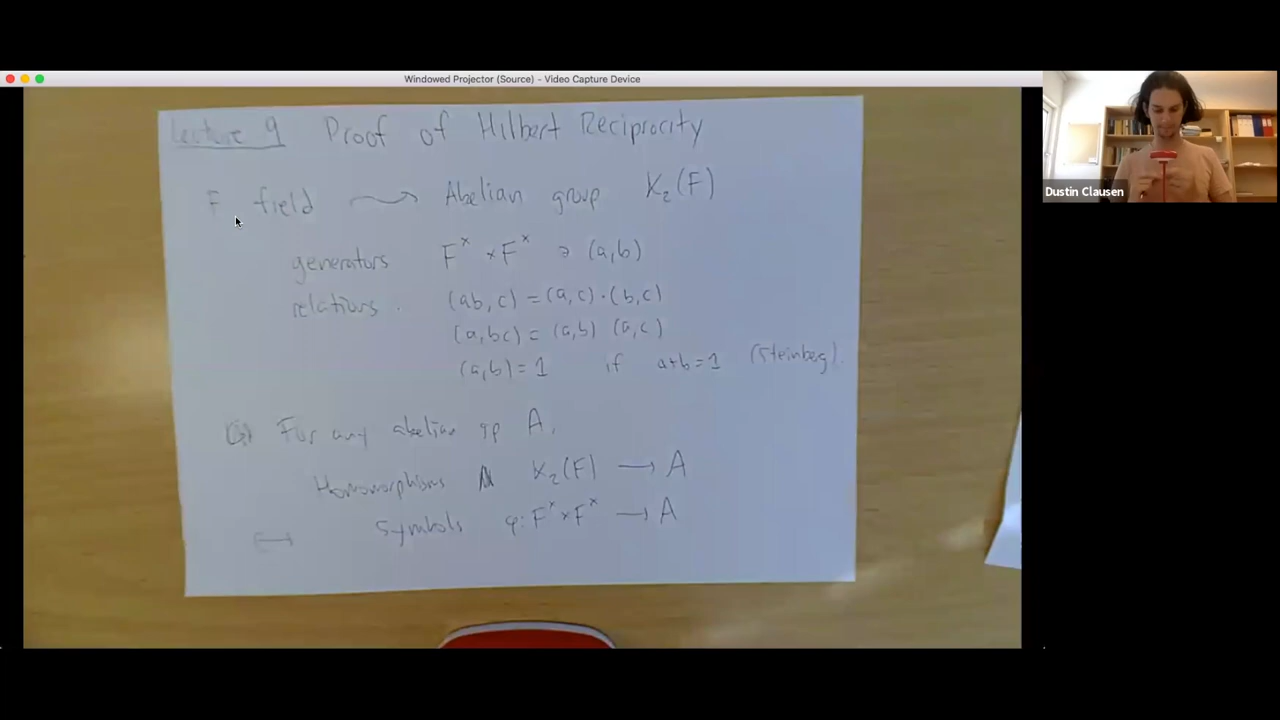 Windowed Projector (Source) - Video Capture Device
Lecture 9 Proof of Hilbert Reciprocity
F field ⟿ Abelian group K₂(F)
generators F^× × F^× ∋ (a,b)
relations. (ab,c) = (a,c)·(b,c)
(a,bc) = (a,b) (a,c)
(a,b) = 1 if a+b=1 (Steinberg).
For any abelian gp A,
Homomorphisms K₂(F) → A
↔ Symbols φ: F^× × F^× → A
Dustin Clausen